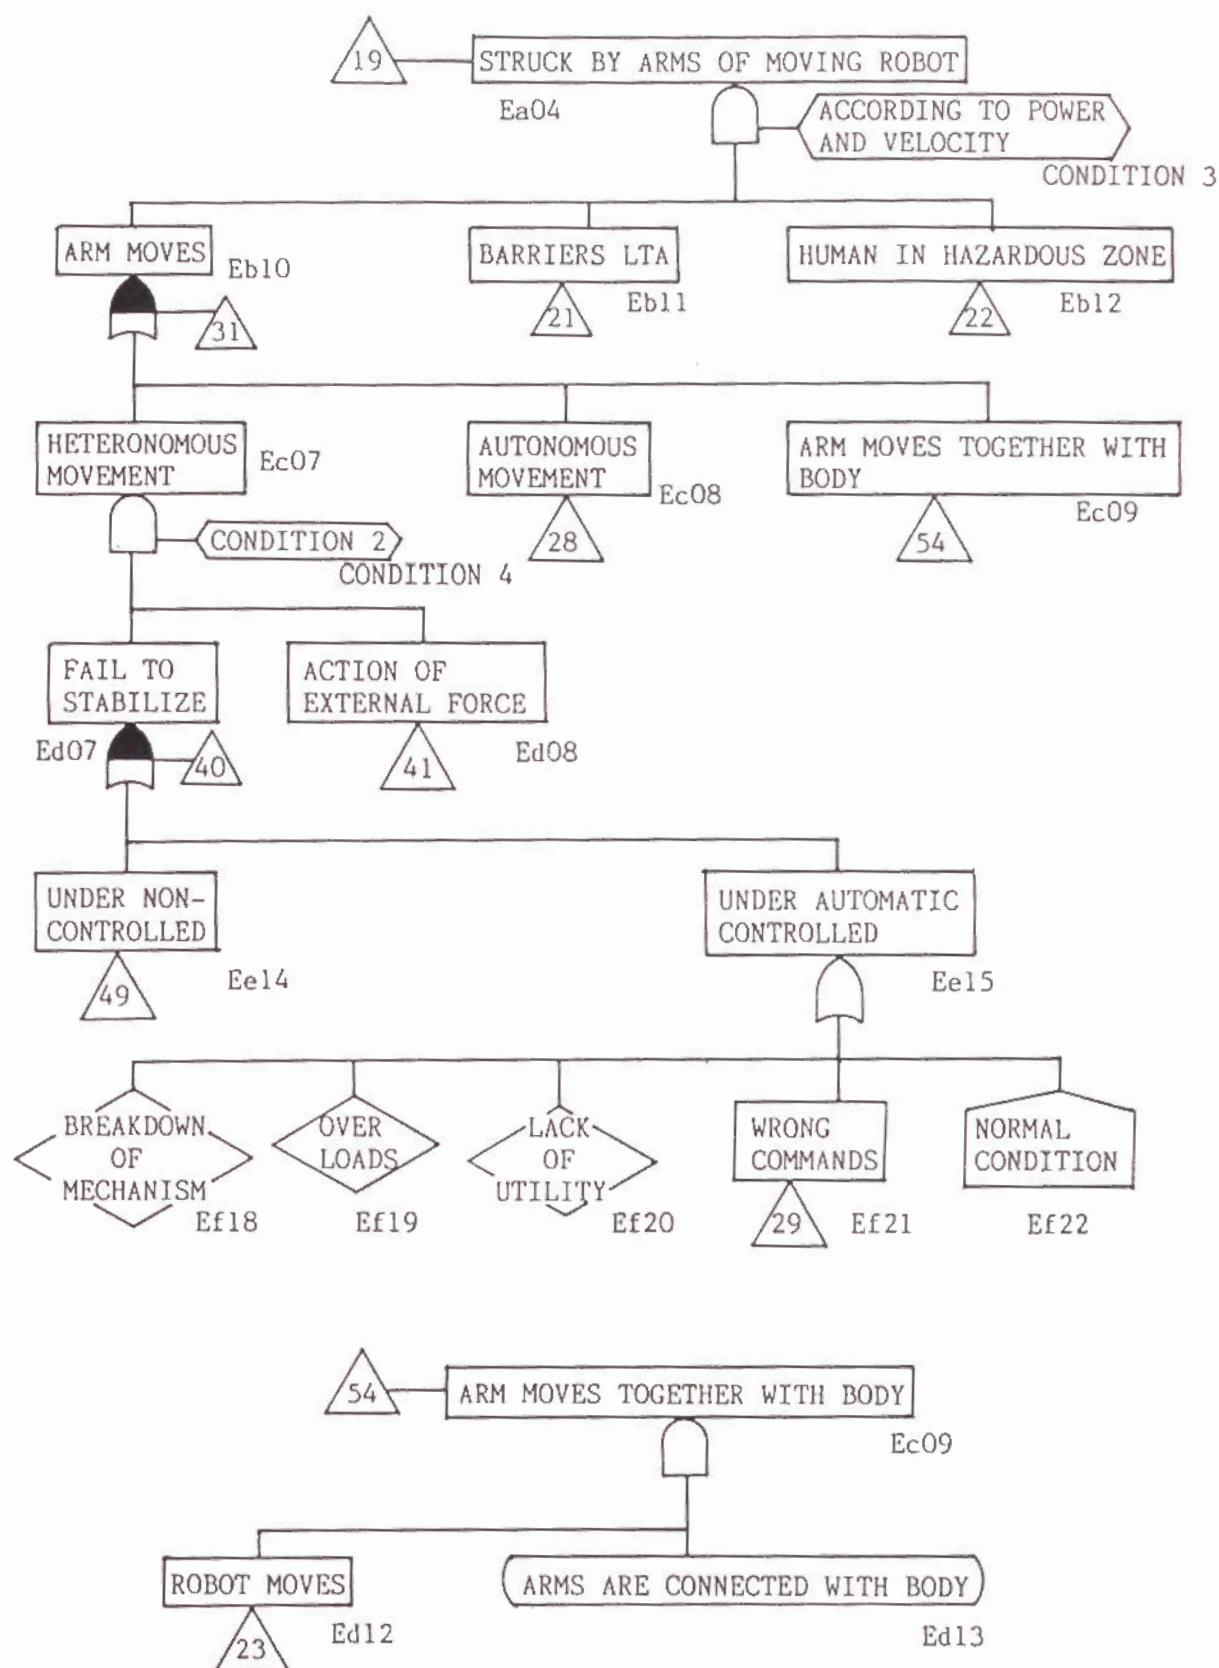 19
STRUCK BY ARMS OF MOVING ROBOT
Ea04
ACCORDING TO POWER
AND VELOCITY
CONDITION 3
ARM MOVES
Eb10
31
BARRIERS LTA
Eb11
21
HUMAN IN HAZARDOUS ZONE
Eb12
22
HETERONOMOUS
MOVEMENT
Ec07
AUTONOMOUS
MOVEMENT
Ec08
28
ARM MOVES TOGETHER WITH
BODY
Ec09
54
CONDITION 2
CONDITION 4
FAIL TO
STABILIZE
Ed07
40
ACTION OF
EXTERNAL FORCE
Ed08
41
UNDER NON-
CONTROLLED
Ee14
49
UNDER AUTOMATIC
CONTROLLED
Ee15
BREAKDOWN
OF
MECHANISM
Ef18
OVER
LOADS
Ef19
LACK
OF
UTILITY
Ef20
WRONG
COMMANDS
29
Ef21
NORMAL
CONDITION
Ef22
54
ARM MOVES TOGETHER WITH BODY
Ec09
ROBOT MOVES
Ed12
23
ARMS ARE CONNECTED WITH BODY
Ed13